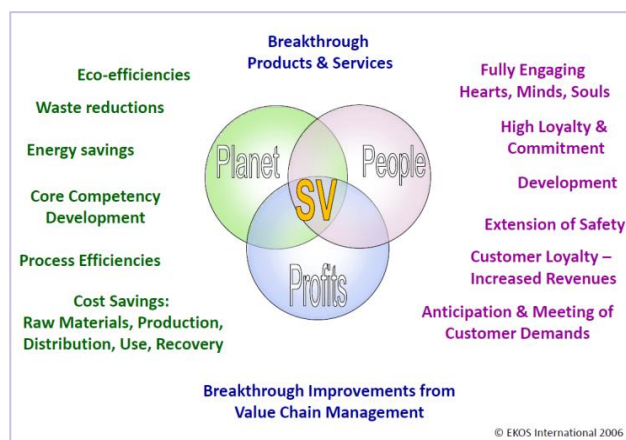 Breakthrough
Products & Services
Eco-efficiencies
Waste reductions
Energy savings
Core Competency
Development
Process Efficiencies
Cost Savings:
Raw Materials, Production,
Distribution, Use, Recovery
Planet
People
SV
Profits
Fully Engaging
Hearts, Minds, Souls
High Loyalty &
Commitment
Development
Extension of Safety
Customer Loyalty –
Increased Revenues
Anticipation & Meeting of
Customer Demands
Breakthrough Improvements from
Value Chain Management
© EKOS International 2006